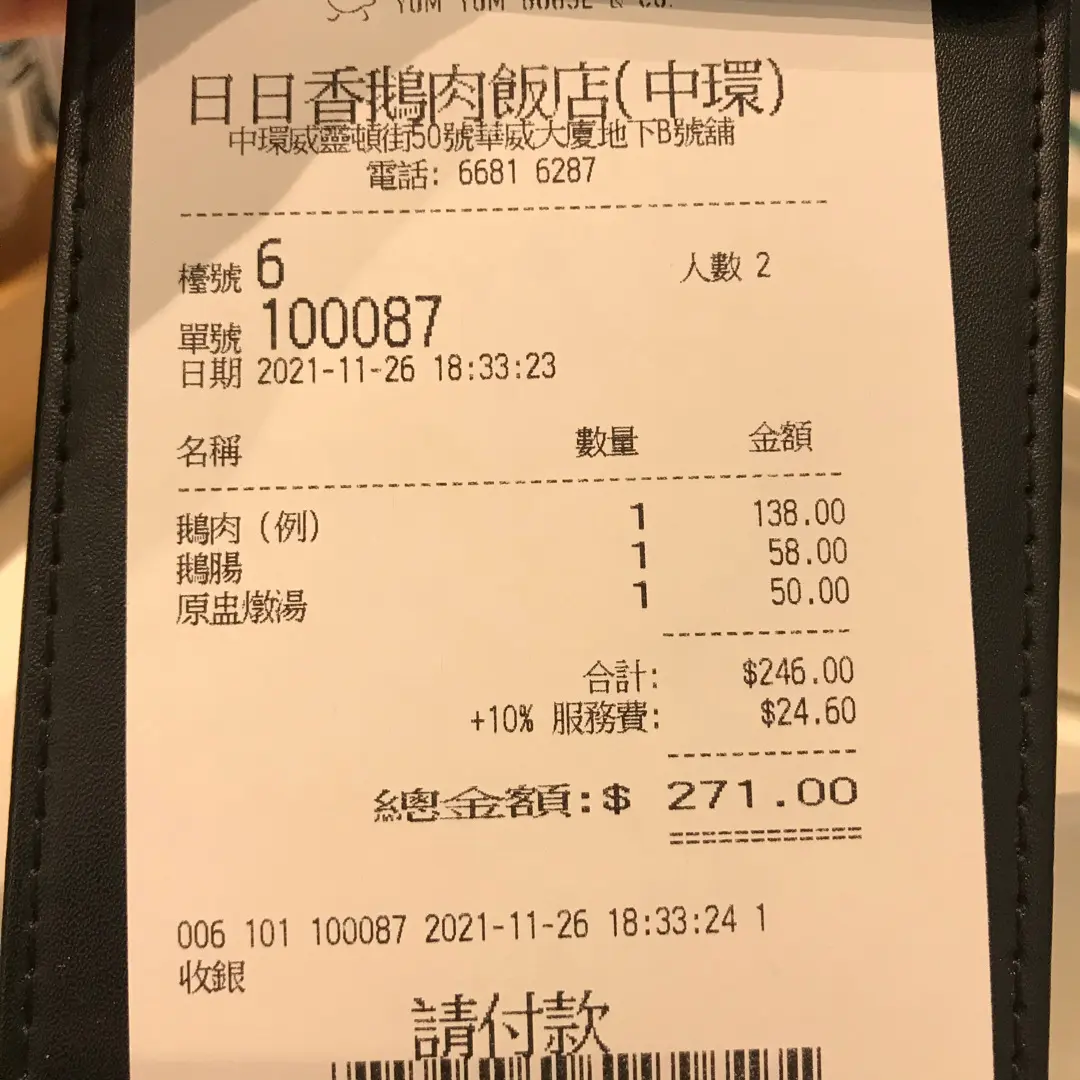 YUM YUM GOOSE & CO.
日日香鵝肉飯店(中環)
中環威靈頓街50號華威大廈地下B號舖
電話: 6681 6287
檯號 6 人數 2
單號 100087
日期 2021-11-26 18:33:23
名稱 數量 金額
鵝肉 (例) 1 138.00
鵝腸 1 58.00
原盅燉湯 1 50.00
合計: $246.00
+10% 服務費: $24.60
總金額:$ 271.00
006 101 100087 2021-11-26 18:33:24 1
收銀
請付款